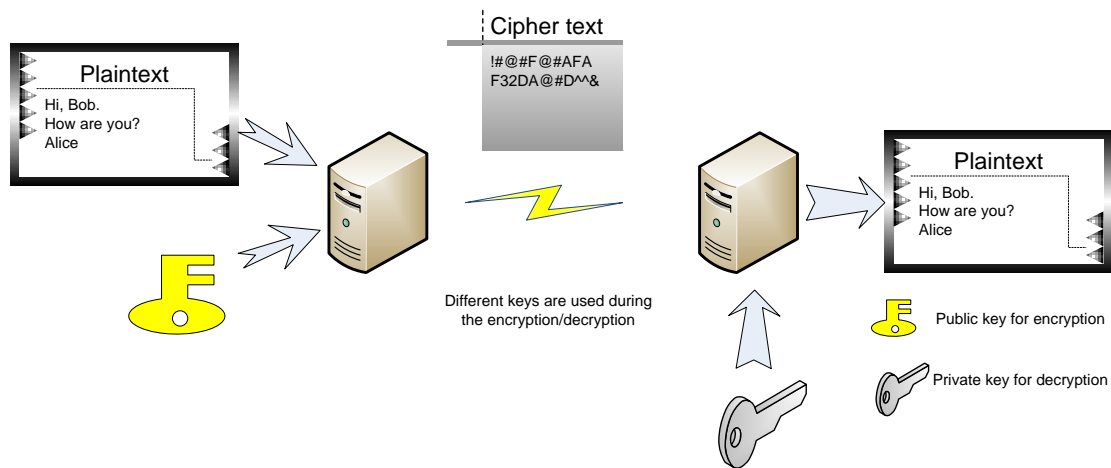 Plaintext
Hi, Bob.
How are you?
Alice
Cipher text
!#@#F@#AFA
F32DA@#D^^&
Different keys are used during
the encryption/decryption
Plaintext
Hi, Bob.
How are you?
Alice
Public key for encryption
Private key for decryption